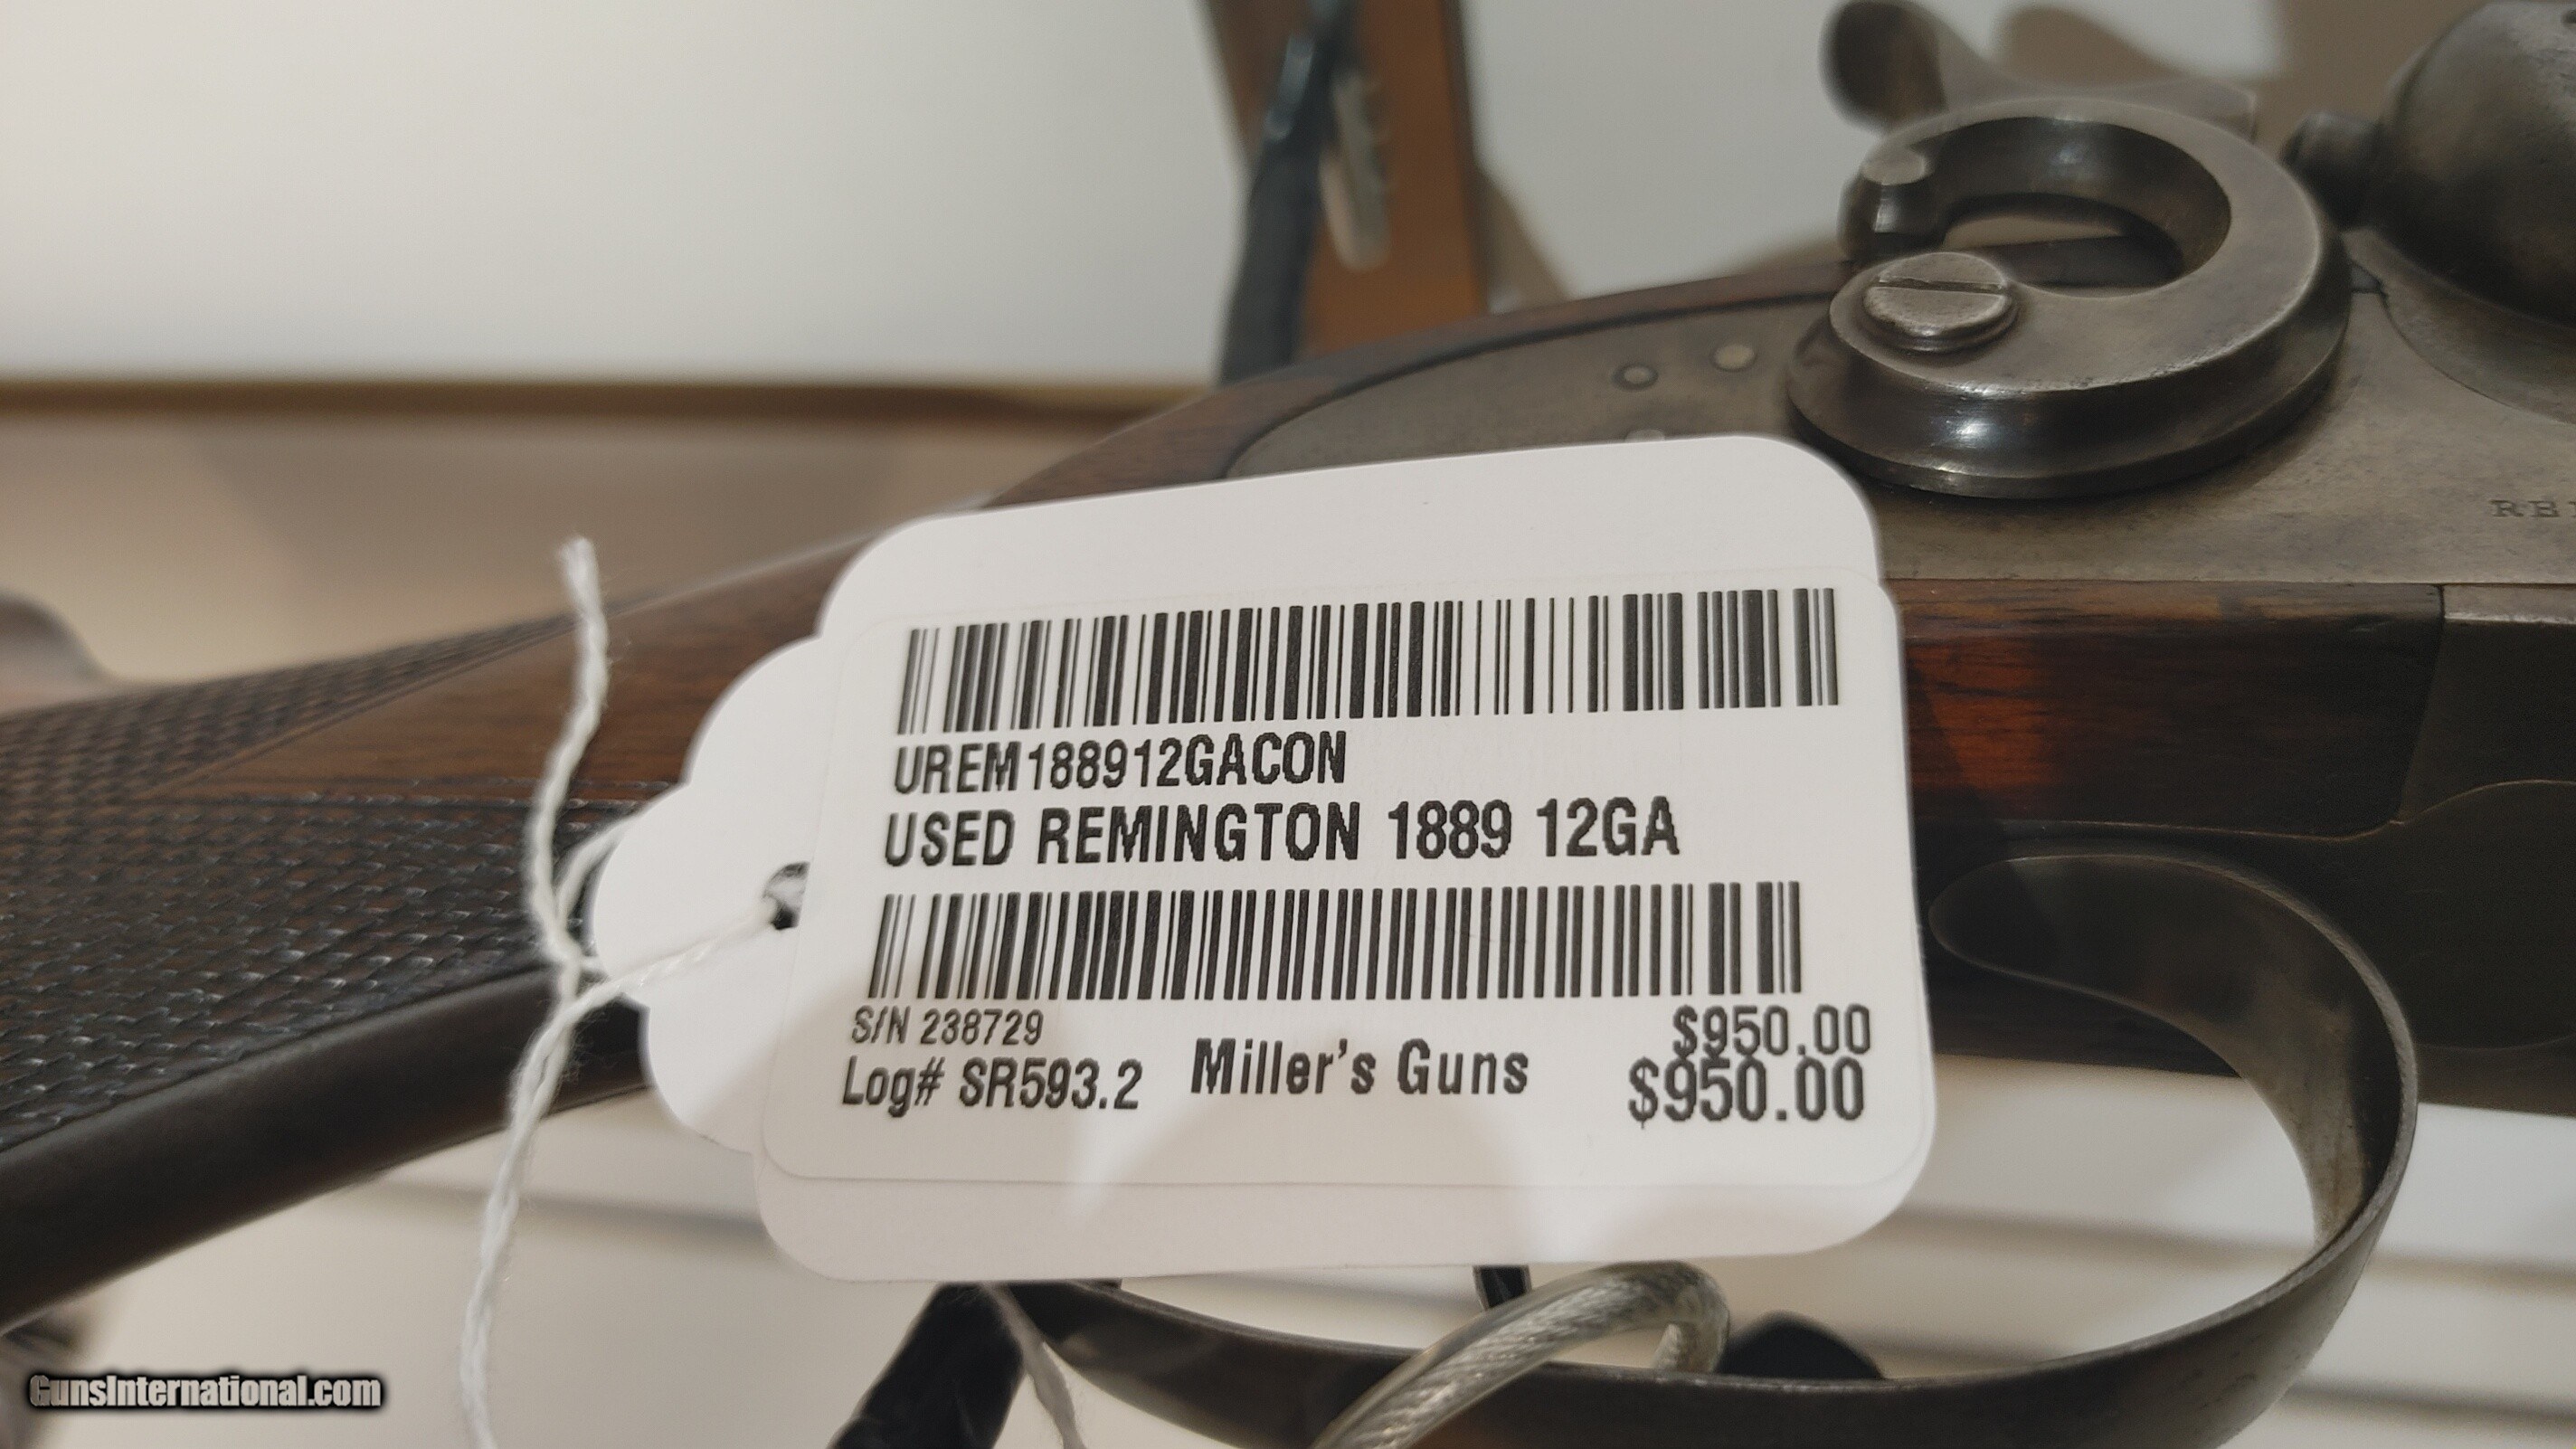 UREM188912GACON
USED REMINGTON 1889 12GA
S/N 238729
$950.00
Log# SR593.2 Miller's Guns $950.00
GunsInternational.com